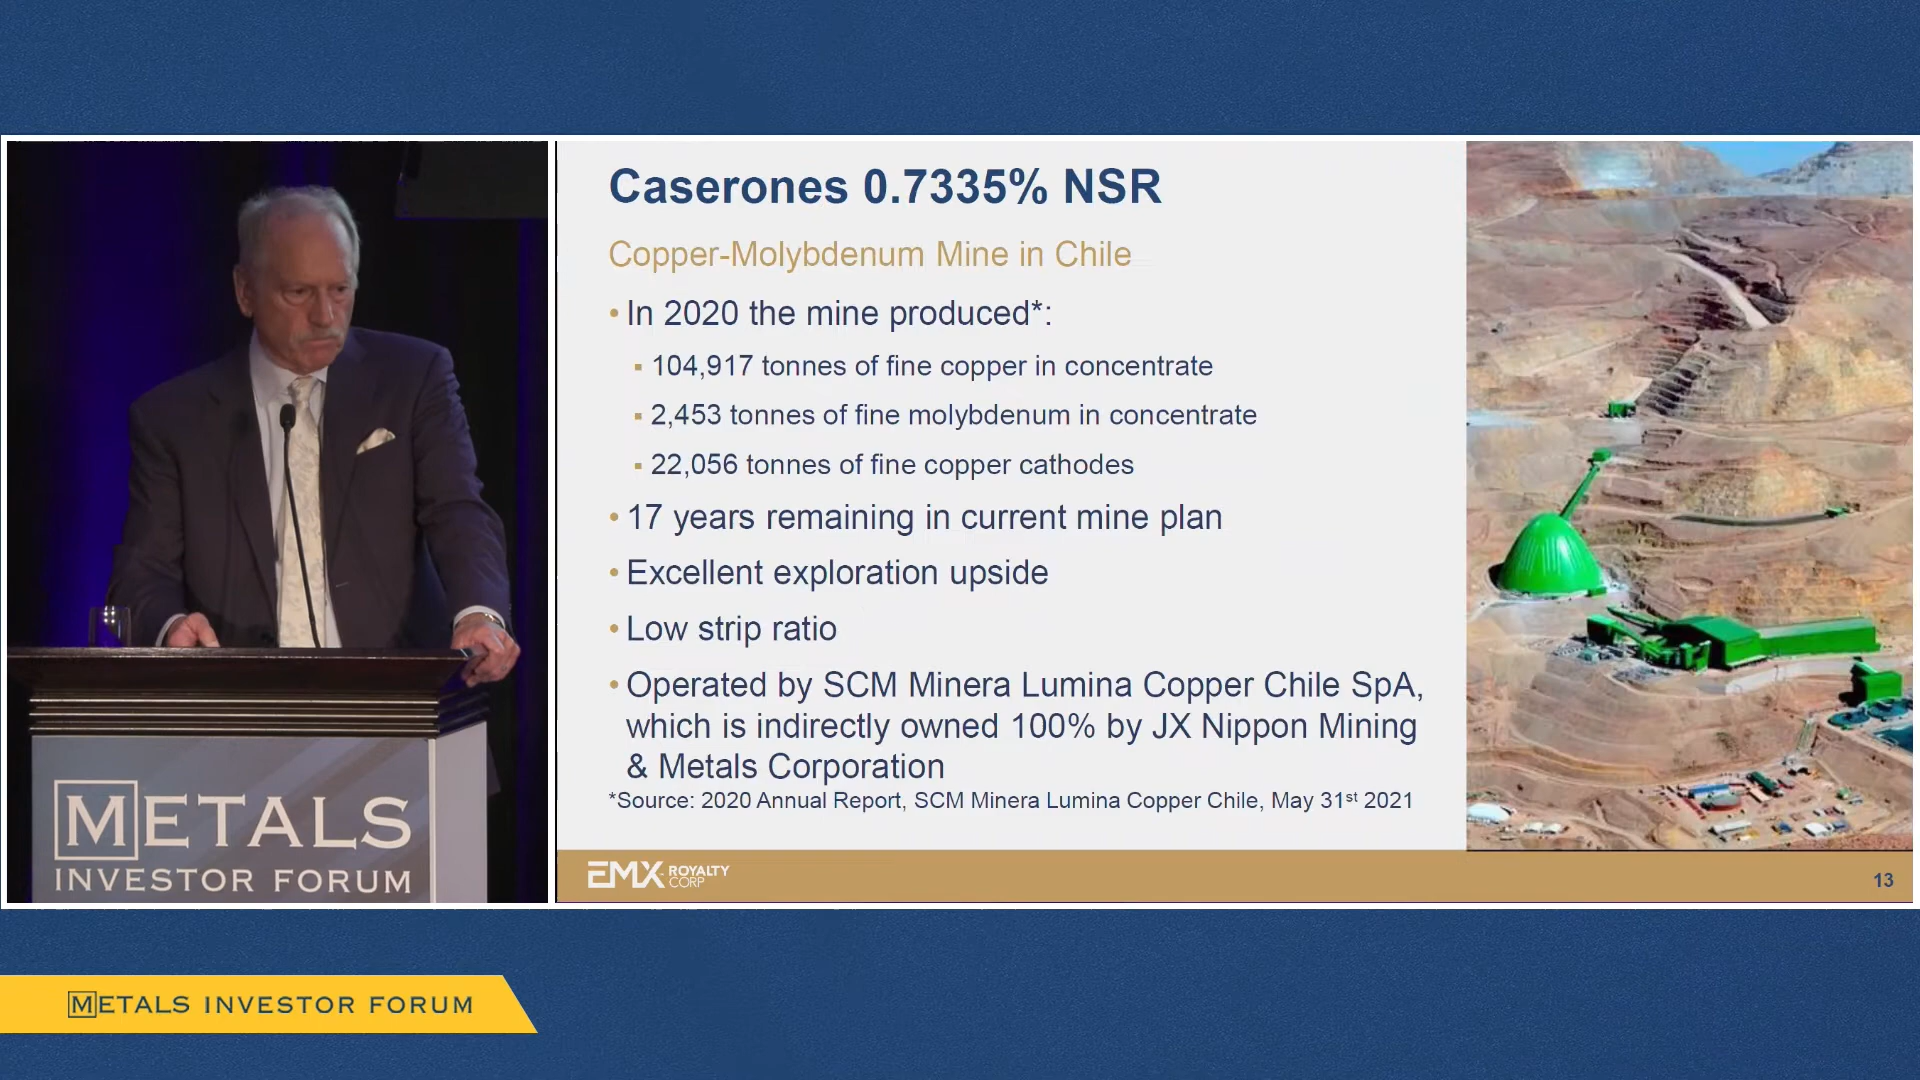 Caserones 0.7335% NSR
Copper-Molybdenum Mine in Chile
• In 2020 the mine produced*:
▪ 104,917 tonnes of fine copper in concentrate
▪ 2,453 tonnes of fine molybdenum in concentrate
▪ 22,056 tonnes of fine copper cathodes
• 17 years remaining in current mine plan
• Excellent exploration upside
• Low strip ratio
• Operated by SCM Minera Lumina Copper Chile SpA,
which is indirectly owned 100% by JX Nippon Mining
& Metals Corporation
*Source: 2020 Annual Report, SCM Minera Lumina Copper Chile, May 31st 2021
EMX ROYALTY
CORP
13
METALS
INVESTOR FORUM
METALS INVESTOR FORUM